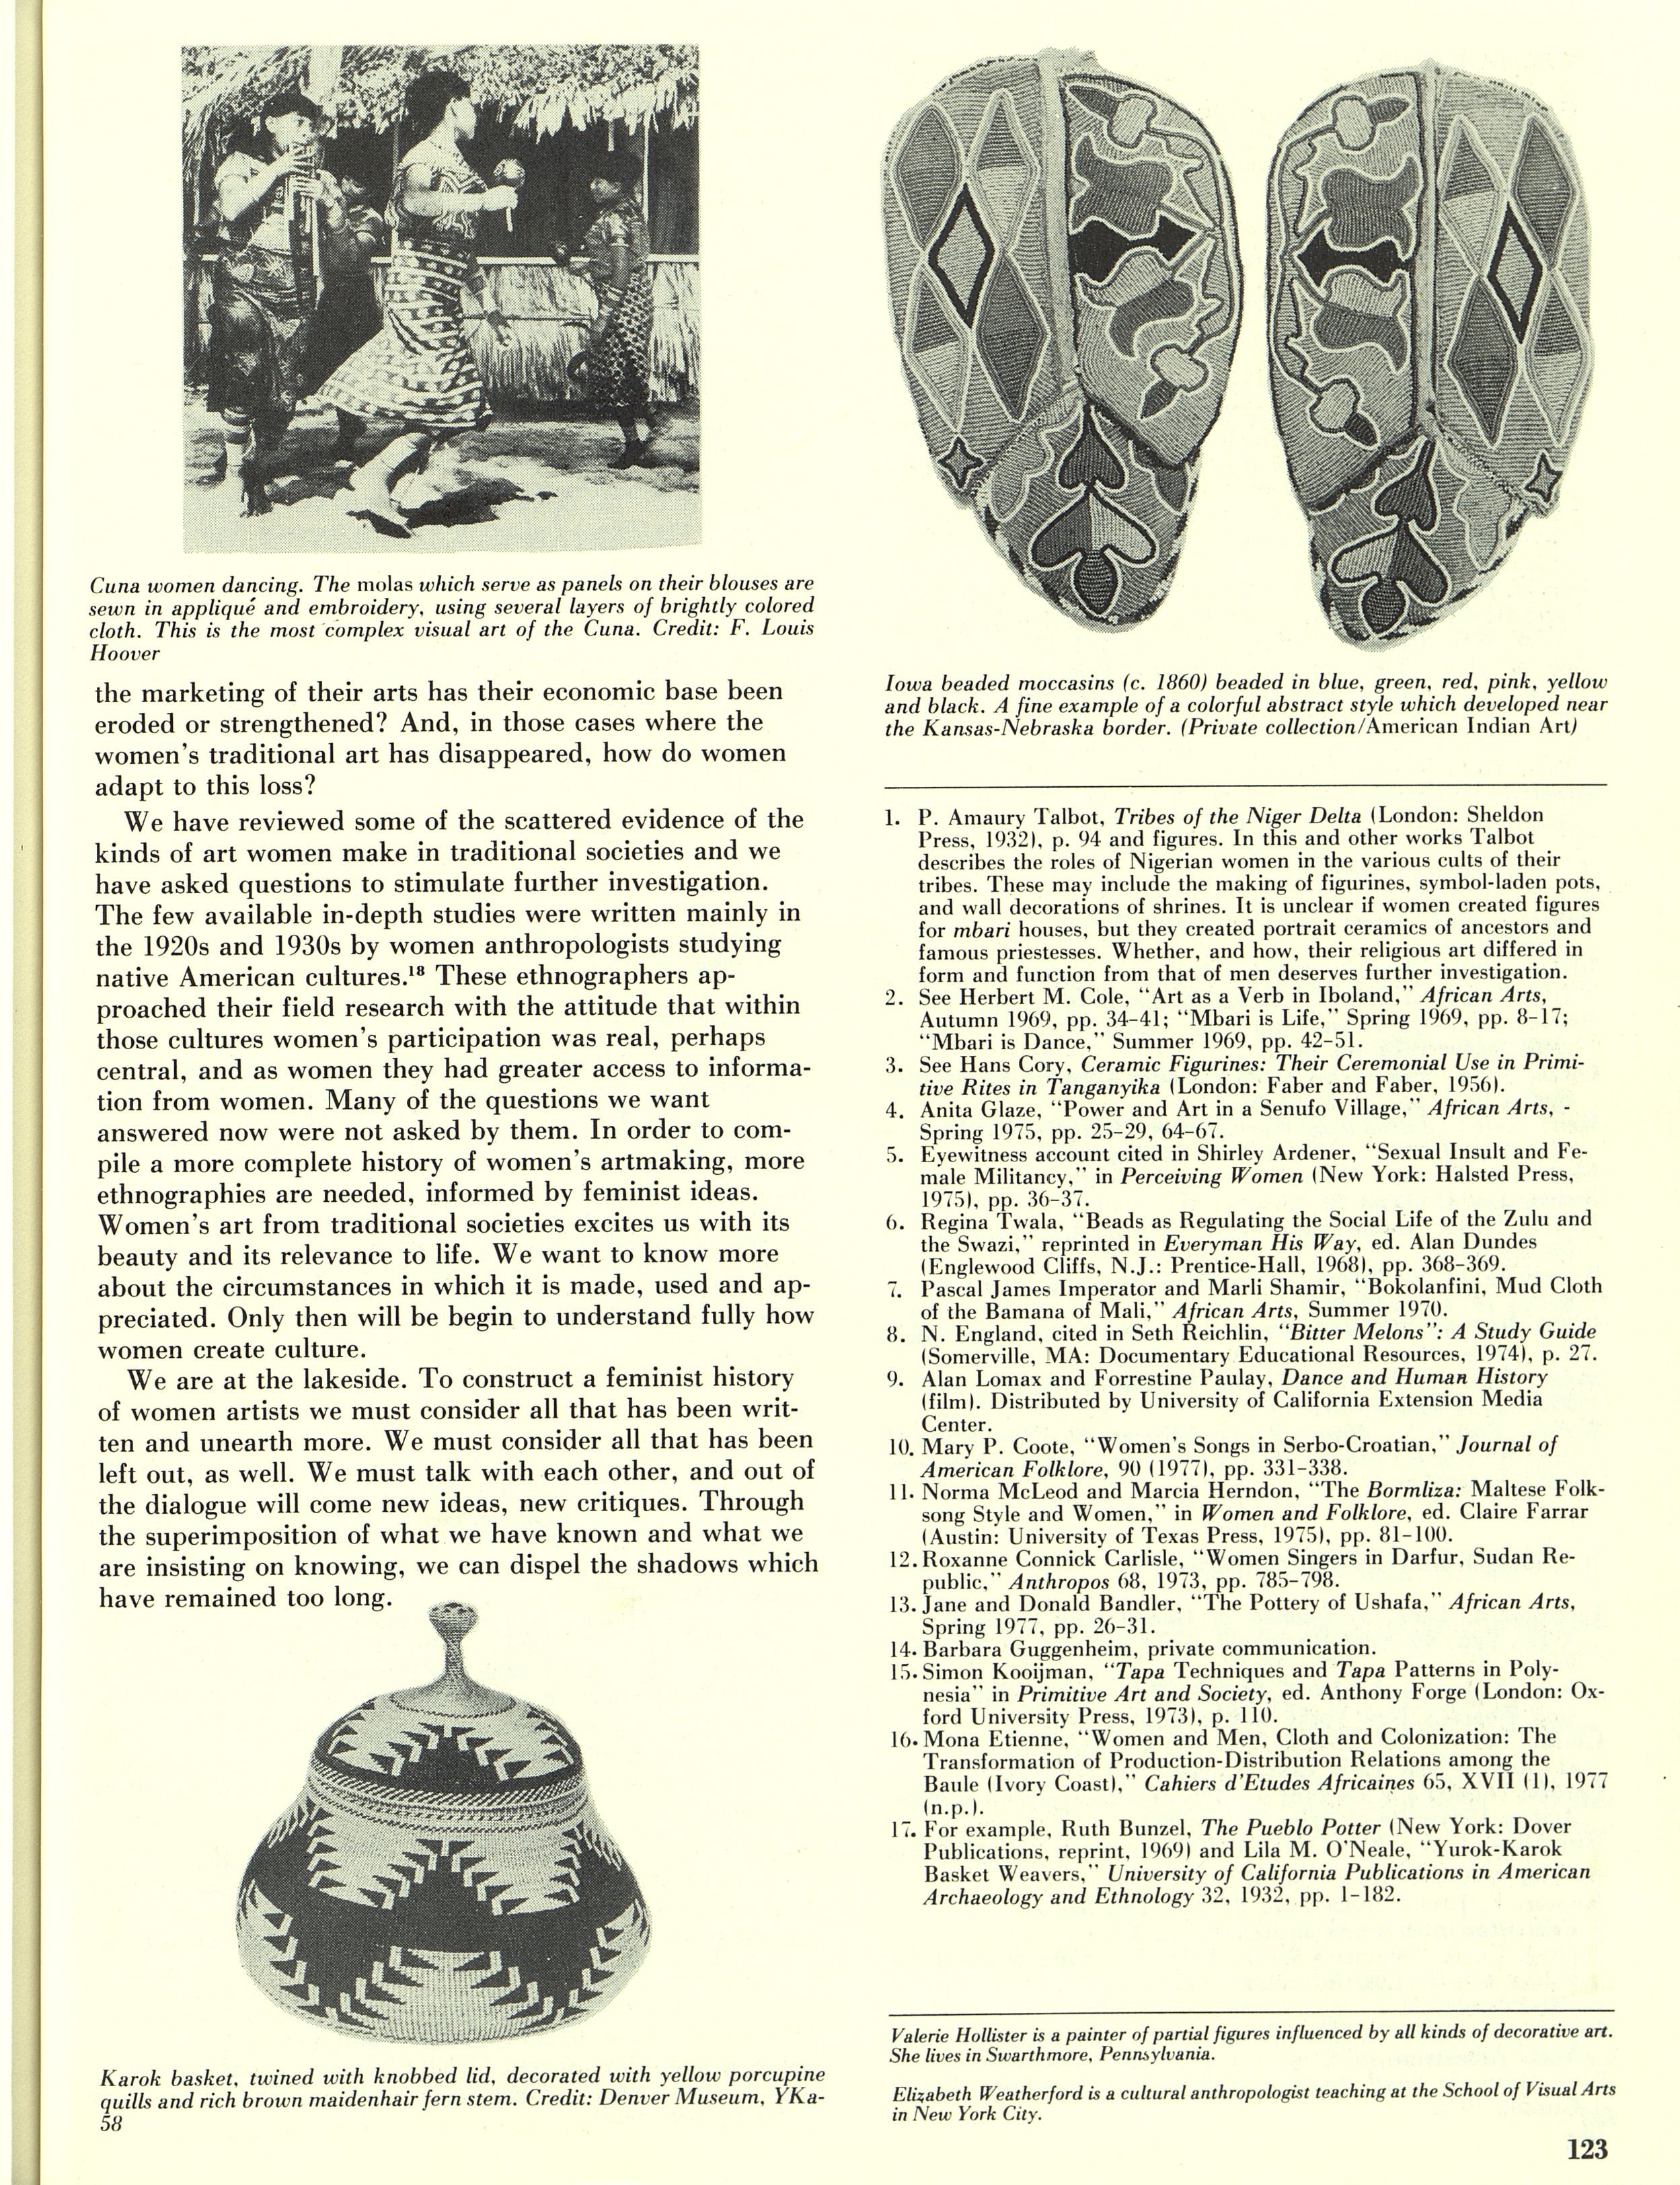 Cuna women dancing. The molas which serve as panels on their blouses are
sewn in appliqué and embroidery, using several layers of brightly colored
cloth. This is the most complex visual art of the Cuna. Credit: F. Louis
Hoover
the marketing of their arts has their economic base been
eroded or strengthened? And, in those cases where the
women's traditional art has disappeared, how do women
adapt to this loss?
We have reviewed some of the scattered evidence of the
kinds of art women make in traditional societies and we
have asked questions to stimulate further investigation.
The few available in-depth studies were written mainly in
the 1920s and 1930s by women anthropologists studying
native American cultures.¹⁸ These ethnographers ap-
proached their field research with the attitude that within
those cultures women's participation was real, perhaps
central, and as women they had greater access to informa-
tion from women. Many of the questions we want
answered now were not asked by them. In order to com-
pile a more complete history of women's artmaking, more
ethnographies are needed, informed by feminist ideas.
Women's art from traditional societies excites us with its
beauty and its relevance to life. We want to know more
about the circumstances in which it is made, used and ap-
preciated. Only then will be begin to understand fully how
women create culture.
We are at the lakeside. To construct a feminist history
of women artists we must consider all that has been writ-
ten and unearth more. We must consider all that has been
left out, as well. We must talk with each other, and out of
the dialogue will come new ideas, new critiques. Through
the superimposition of what we have known and what we
are insisting on knowing, we can dispel the shadows which
have remained too long.
Karok basket, twined with knobbed lid, decorated with yellow porcupine
quills and rich brown maidenhair fern stem. Credit: Denver Museum, YKa-
58
Iowa beaded moccasins (c. 1860) beaded in blue, green, red, pink, yellow
and black. A fine example of a colorful abstract style which developed near
the Kansas-Nebraska border. (Private collection/American Indian Art)
1. P. Amaury Talbot, Tribes of the Niger Delta (London: Sheldon
Press, 1932), p. 94 and figures. In this and other works Talbot
describes the roles of Nigerian women in the various cults of their
tribes. These may include the making of figurines, symbol-laden pots,
and wall decorations of shrines. It is unclear if women created figures
for mbari houses, but they created portrait ceramics of ancestors and
famous priestesses. Whether, and how, their religious art differed in
form and function from that of men deserves further investigation.
2. See Herbert M. Cole, "Art as a Verb in Iboland," African Arts,
Autumn 1969, pp. 34-41; "Mbari is Life," Spring 1969, pp. 8-17;
"Mbari is Dance," Summer 1969, pp. 42-51.
3. See Hans Cory, Ceramic Figurines: Their Ceremonial Use in Primi-
tive Rites in Tanganyika (London: Faber and Faber, 1956).
4. Anita Glaze, "Power and Art in a Senufo Village," African Arts, -
Spring 1975, pp. 25-29, 64-67.
5. Eyewitness account cited in Shirley Ardener, "Sexual Insult and Fe-
male Militancy," in Perceiving Women (New York: Halsted Press,
1975), pp. 36-37.
6. Regina Twala, "Beads as Regulating the Social Life of the Zulu and
the Swazi," reprinted in Everyman His Way, ed. Alan Dundes
(Englewood Cliffs, N.J.: Prentice-Hall, 1968), pp. 368-369.
7. Pascal James Imperator and Marli Shamir, "Bokolanfini, Mud Cloth
of the Bamana of Mali," African Arts, Summer 1970.
8. N. England, cited in Seth Reichlin, "Bitter Melons": A Study Guide
(Somerville, MA: Documentary Educational Resources, 1974), p. 27.
9. Alan Lomax and Forrestine Paulay, Dance and Human History
(film). Distributed by University of California Extension Media
Center.
10. Mary P. Coote, "Women's Songs in Serbo-Croatian," Journal of
American Folklore, 90 (1977), pp. 331-338.
11. Norma McLeod and Marcia Herndon, "The Bormliza: Maltese Folk-
song Style and Women," in Women and Folklore, ed. Claire Farrar
(Austin: University of Texas Press, 1975), pp. 81-100.
12. Roxanne Connick Carlisle, "Women Singers in Darfur, Sudan Re-
public," Anthropos 68, 1973, pp. 785-798.
13. Jane and Donald Bandler, "The Pottery of Ushafa," African Arts,
Spring 1977, pp. 26-31.
14. Barbara Guggenheim, private communication.
15. Simon Kooijman, "Tapa Techniques and Tapa Patterns in Poly-
nesia" in Primitive Art and Society, ed. Anthony Forge (London: Ox-
ford University Press, 1973), p. 110.
16. Mona Etienne, "Women and Men, Cloth and Colonization: The
Transformation of Production-Distribution Relations among the
Baule (Ivory Coast)," Cahiers d'Etudes Africaines 65, XVII (1), 1977
(n.p.).
17. For example, Ruth Bunzel, The Pueblo Potter (New York: Dover
Publications, reprint, 1969) and Lila M. O'Neale, "Yurok-Karok
Basket Weavers," University of California Publications in American
Archaeology and Ethnology 32, 1932, pp. 1-182.
Valerie Hollister is a painter of partial figures influenced by all kinds of decorative art.
She lives in Swarthmore, Pennsylvania.
Elizabeth Weatherford is a cultural anthropologist teaching at the School of Visual Arts
in New York City.
123